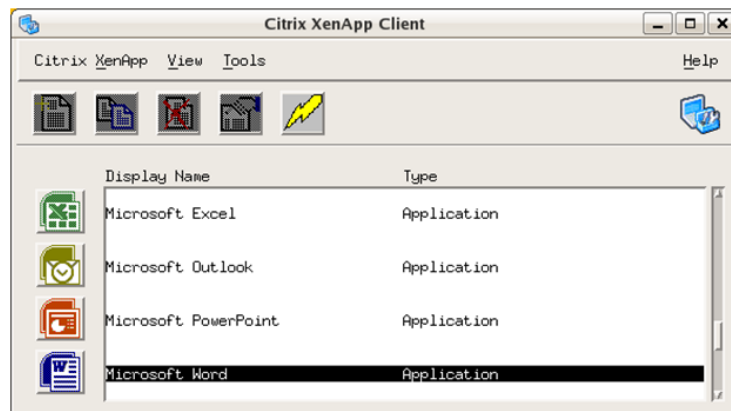 Citrix XenApp Client
Citrix XenApp View Tools Help
Display Name Type
Microsoft Excel Application
Microsoft Outlook Application
Microsoft PowerPoint Application
Microsoft Word Application